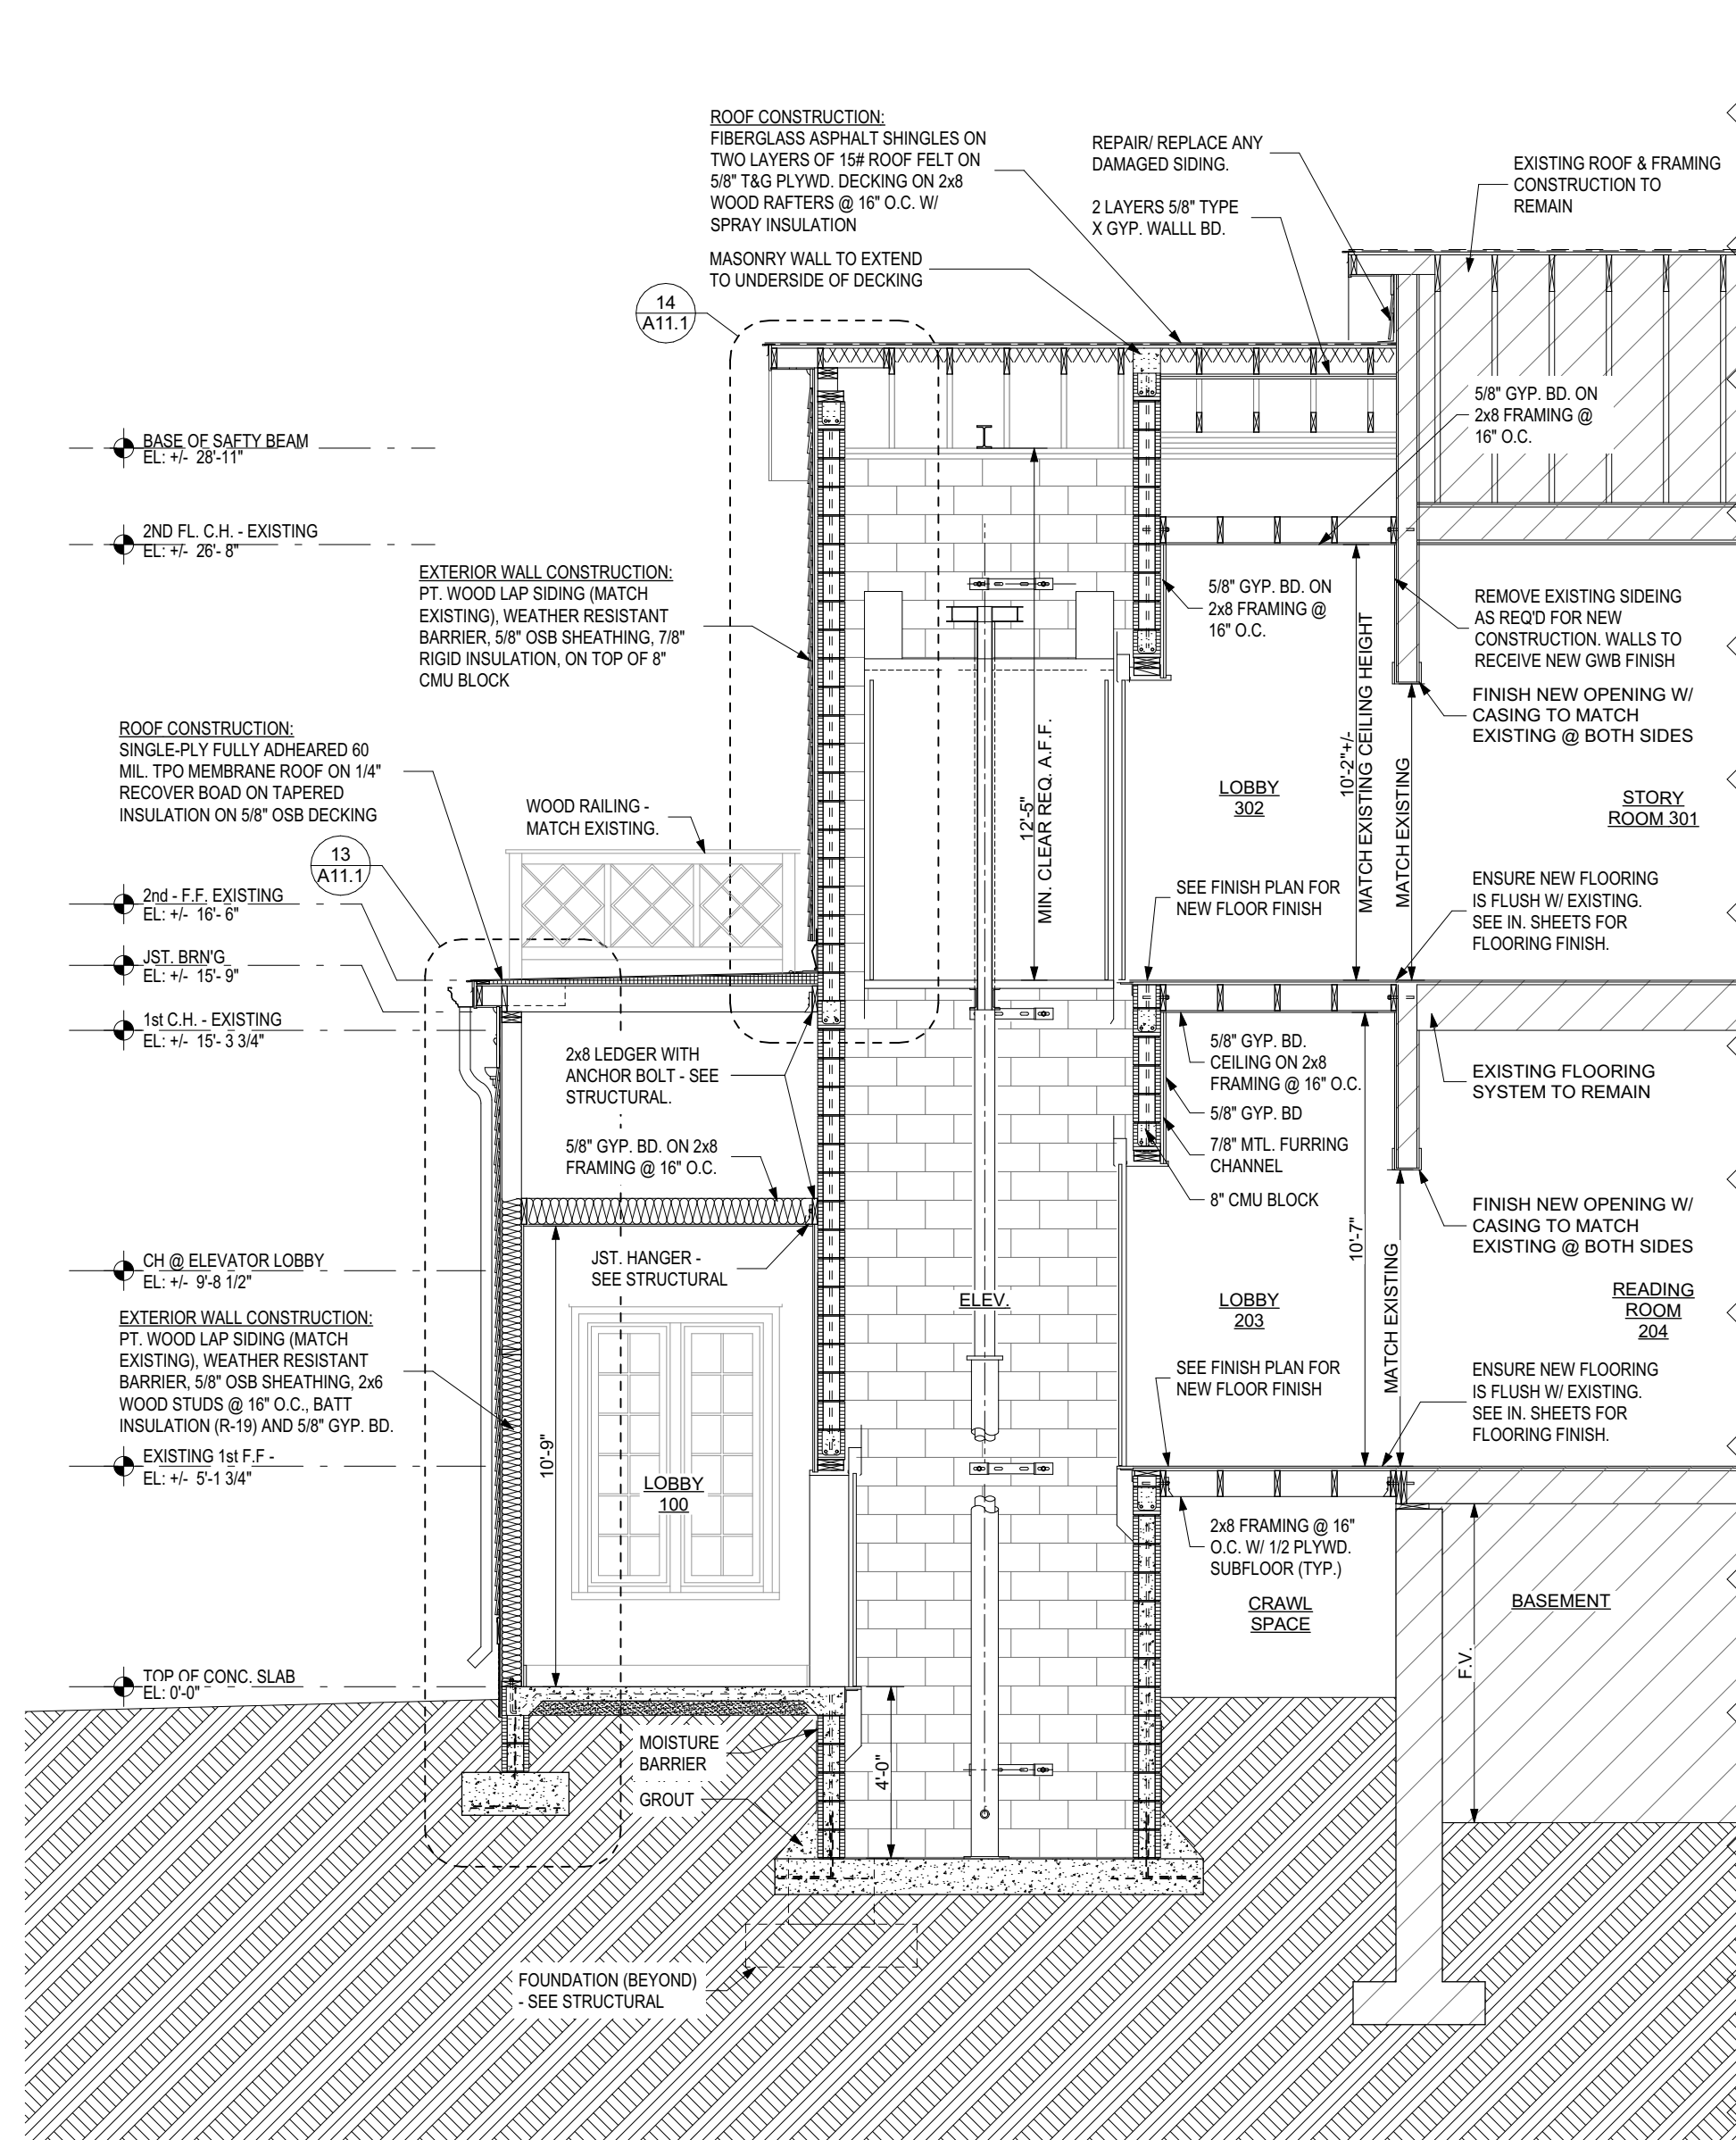 ROOF CONSTRUCTION:
FIBERGLASS ASPHALT SHINGLES ON
TWO LAYERS OF 15# ROOF FELT ON
5/8" T&G PLYWD. DECKING ON 2x8
WOOD RAFTERS @ 16" O.C. W/
SPRAY INSULATION
MASONRY WALL TO EXTEND
TO UNDERSIDE OF DECKING
REPAIR/ REPLACE ANY
DAMAGED SIDING.
2 LAYERS 5/8" TYPE
X GYP. WALLL BD.
EXISTING ROOF & FRAMING
CONSTRUCTION TO
REMAIN
14
A11.1
5/8" GYP. BD. ON
2x8 FRAMING @
16" O.C.
BASE OF SAFTY BEAM
EL: +/- 28'-11"
2ND FL. C.H. - EXISTING
EL: +/- 26'- 8"
EXTERIOR WALL CONSTRUCTION:
PT. WOOD LAP SIDING (MATCH
EXISTING), WEATHER RESISTANT
BARRIER, 5/8" OSB SHEATHING, 7/8"
RIGID INSULATION, ON TOP OF 8"
CMU BLOCK
5/8" GYP. BD. ON
2x8 FRAMING @
16" O.C.
REMOVE EXISTING SIDEING
AS REQ'D FOR NEW
CONSTRUCTION. WALLS TO
RECEIVE NEW GWB FINISH
FINISH NEW OPENING W/
CASING TO MATCH
EXISTING @ BOTH SIDES
ROOF CONSTRUCTION:
SINGLE-PLY FULLY ADHEARED 60
MIL. TPO MEMBRANE ROOF ON 1/4"
RECOVER BOAD ON TAPERED
INSULATION ON 5/8" OSB DECKING
WOOD RAILING -
MATCH EXISTING.
12'-5"
MIN. CLEAR REQ. A.F.F.
10'-2"+/-
MATCH EXISTING CEILING HEIGHT
MATCH EXISTING
LOBBY
302
STORY
ROOM 301
13
A11.1
2nd - F.F. EXISTING
EL: +/- 16'- 6"
SEE FINISH PLAN FOR
NEW FLOOR FINISH
ENSURE NEW FLOORING
IS FLUSH W/ EXISTING.
SEE IN. SHEETS FOR
FLOORING FINISH.
JST. BRN'G
EL: +/- 15'- 9"
1st C.H. - EXISTING
EL: +/- 15'- 3 3/4"
2x8 LEDGER WITH
ANCHOR BOLT - SEE
STRUCTURAL.
5/8" GYP. BD. ON 2x8
FRAMING @ 16" O.C.
5/8" GYP. BD.
CEILING ON 2x8
FRAMING @ 16" O.C.
5/8" GYP. BD
7/8" MTL. FURRING
CHANNEL
8" CMU BLOCK
EXISTING FLOORING
SYSTEM TO REMAIN
FINISH NEW OPENING W/
CASING TO MATCH
EXISTING @ BOTH SIDES
JST. HANGER -
SEE STRUCTURAL
CH @ ELEVATOR LOBBY
EL: +/- 9'-8 1/2"
10'-7"
MATCH EXISTING
ELEV.
LOBBY
203
READING
ROOM
204
EXTERIOR WALL CONSTRUCTION:
PT. WOOD LAP SIDING (MATCH
EXISTING), WEATHER RESISTANT
BARRIER, 5/8" OSB SHEATHING, 2x6
WOOD STUDS @ 16" O.C., BATT
INSULATION (R-19) AND 5/8" GYP. BD.
SEE FINISH PLAN FOR
NEW FLOOR FINISH
ENSURE NEW FLOORING
IS FLUSH W/ EXISTING.
SEE IN. SHEETS FOR
FLOORING FINISH.
EXISTING 1st F.F -
EL: +/- 5'-1 3/4"
10'-9"
LOBBY
100
2x8 FRAMING @ 16"
O.C. W/ 1/2 PLYWD.
SUBFLOOR (TYP.)
CRAWL
SPACE
BASEMENT
F.V.
TOP OF CONC. SLAB
EL: 0'-0"
MOISTURE
BARRIER
GROUT
4'-0"
FOUNDATION (BEYOND)
- SEE STRUCTURAL